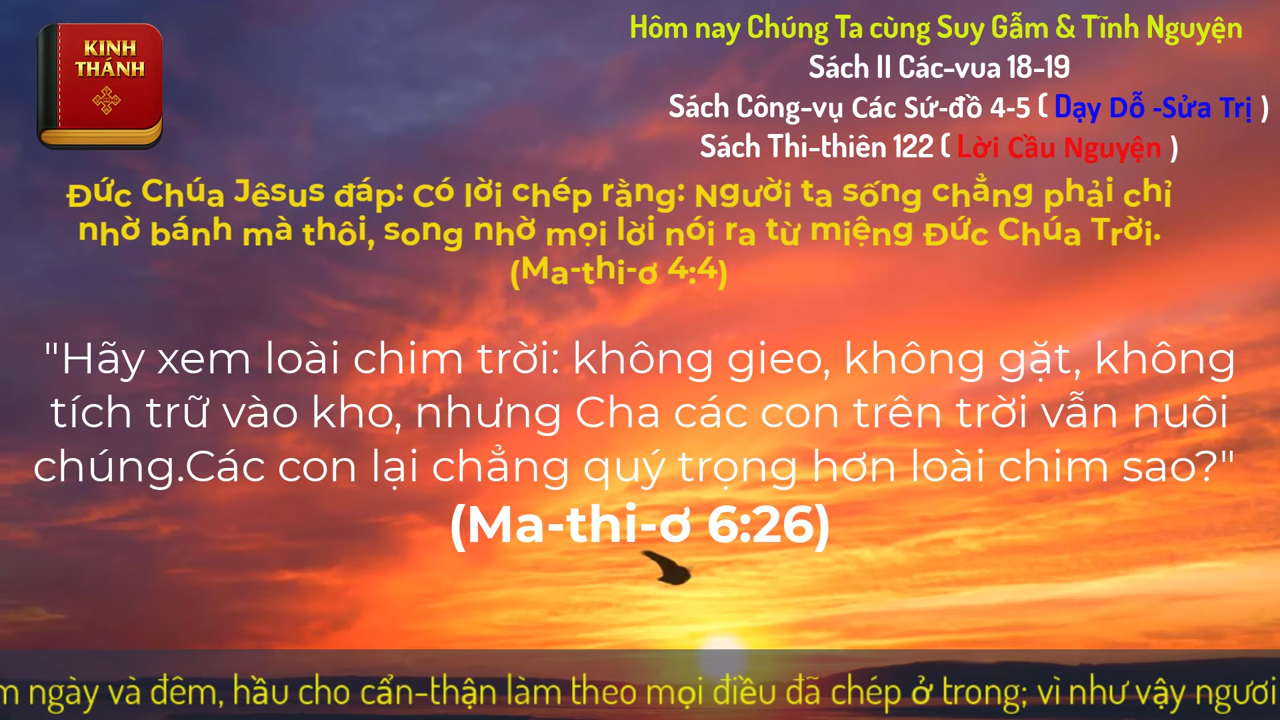 KINH
THÁNH
Hôm nay Chúng Ta cùng Suy Gẫm & Tĩnh Nguyện
Sách II Các-vua 18-19
Sách Công-vụ Các Sứ-đồ 4-5 ( Dạy Dỗ -Sửa Trị )
Sách Thi-thiên 122 ( Lời Cầu Nguyện )
Đức Chúa Jêsus đáp: Có lời chép rằng: Người ta sống chẳng phải chỉ
nhờ bánh mà thôi, song nhờ mọi lời nói ra từ miệng Đức Chúa Trời.
(Ma-thi-ơ 4:4)
"Hãy xem loài chim trời: không gieo, không gặt, không
tích trữ vào kho, nhưng Cha các con trên trời vẫn nuôi
chúng.Các con lại chẳng quý trọng hơn loài chim sao?"
(Ma-thi-ơ 6:26)
m ngày và đêm, hầu cho cẩn-thận làm theo mọi điều đã chép ở trong; vì như vậy ngươi